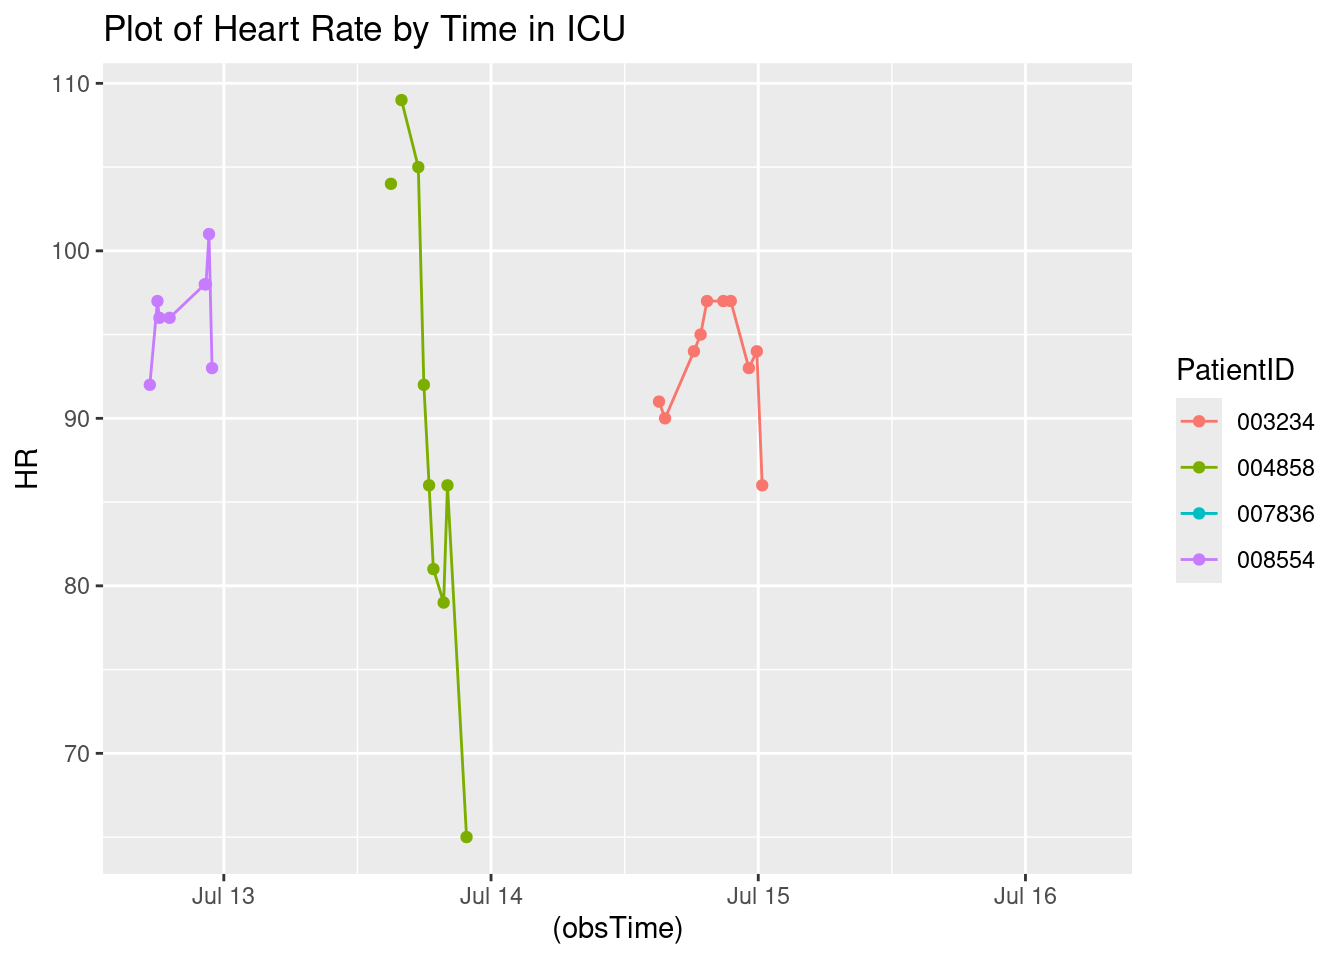 Plot of Heart Rate by Time in ICU
110
100
90
80
70
HR
Jul 13
Jul 14
Jul 15
Jul 16
(obsTime)
PatientID
003234
004858
007836
008554